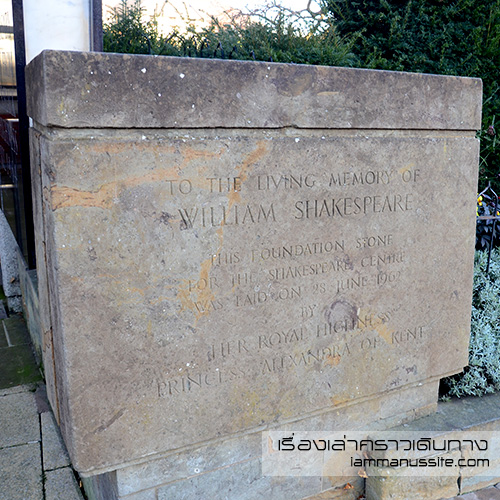 TO THE LIVING MEMORY OF
WILLIAM SHAKESPEARE
THIS FOUNDATION STONE
FOR THE SHAKESPEARE CENTRE
WAS LAID ON 28 JUNE 1962
BY
HER ROYAL HIGHNESS
PRINCESS ALEXANDRA OF KENT
เรื่องเล่าคราวเดินทาง
iammanussite.com